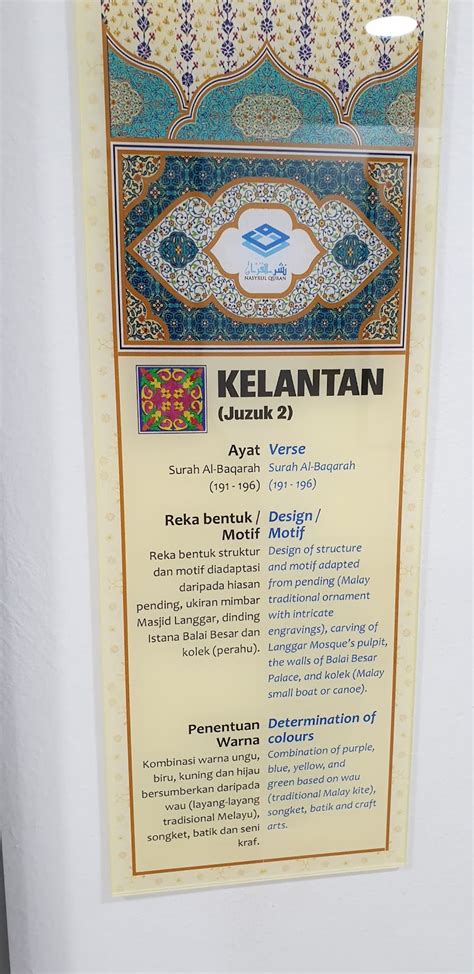 نشر القرآن
NASYRUL QURAN
KELANTAN
(Juzuk 2)
Ayat
Surah Al-Baqarah
(191 - 196)
Verse
Surah Al-Baqarah
(191 - 196)
Reka bentuk /
Motif
Reka bentuk struktur
dan motif diadaptasi
daripada hiasan
pending, ukiran mimbar
Masjid Langgar, dinding
Istana Balai Besar dan
kolek (perahu).
Design /
Motif
Design of structure
and motif adapted
from pending (Malay
traditional ornament
with intricate
engravings), carving of
Langgar Mosque's pulpit,
the walls of Balai Besar
Palace, and kolek (Malay
small boat or canoe).
Penentuan
Warna
Kombinasi warna ungu,
biru, kuning dan hijau
bersumberkan daripada
wau (layang-layang
tradisional Melayu),
songket, batik dan seni
kraf.
Determination of
colours
Combination of purple,
blue, yellow, and
green based on wau
(traditional Malay kite),
songket, batik and craft
arts.